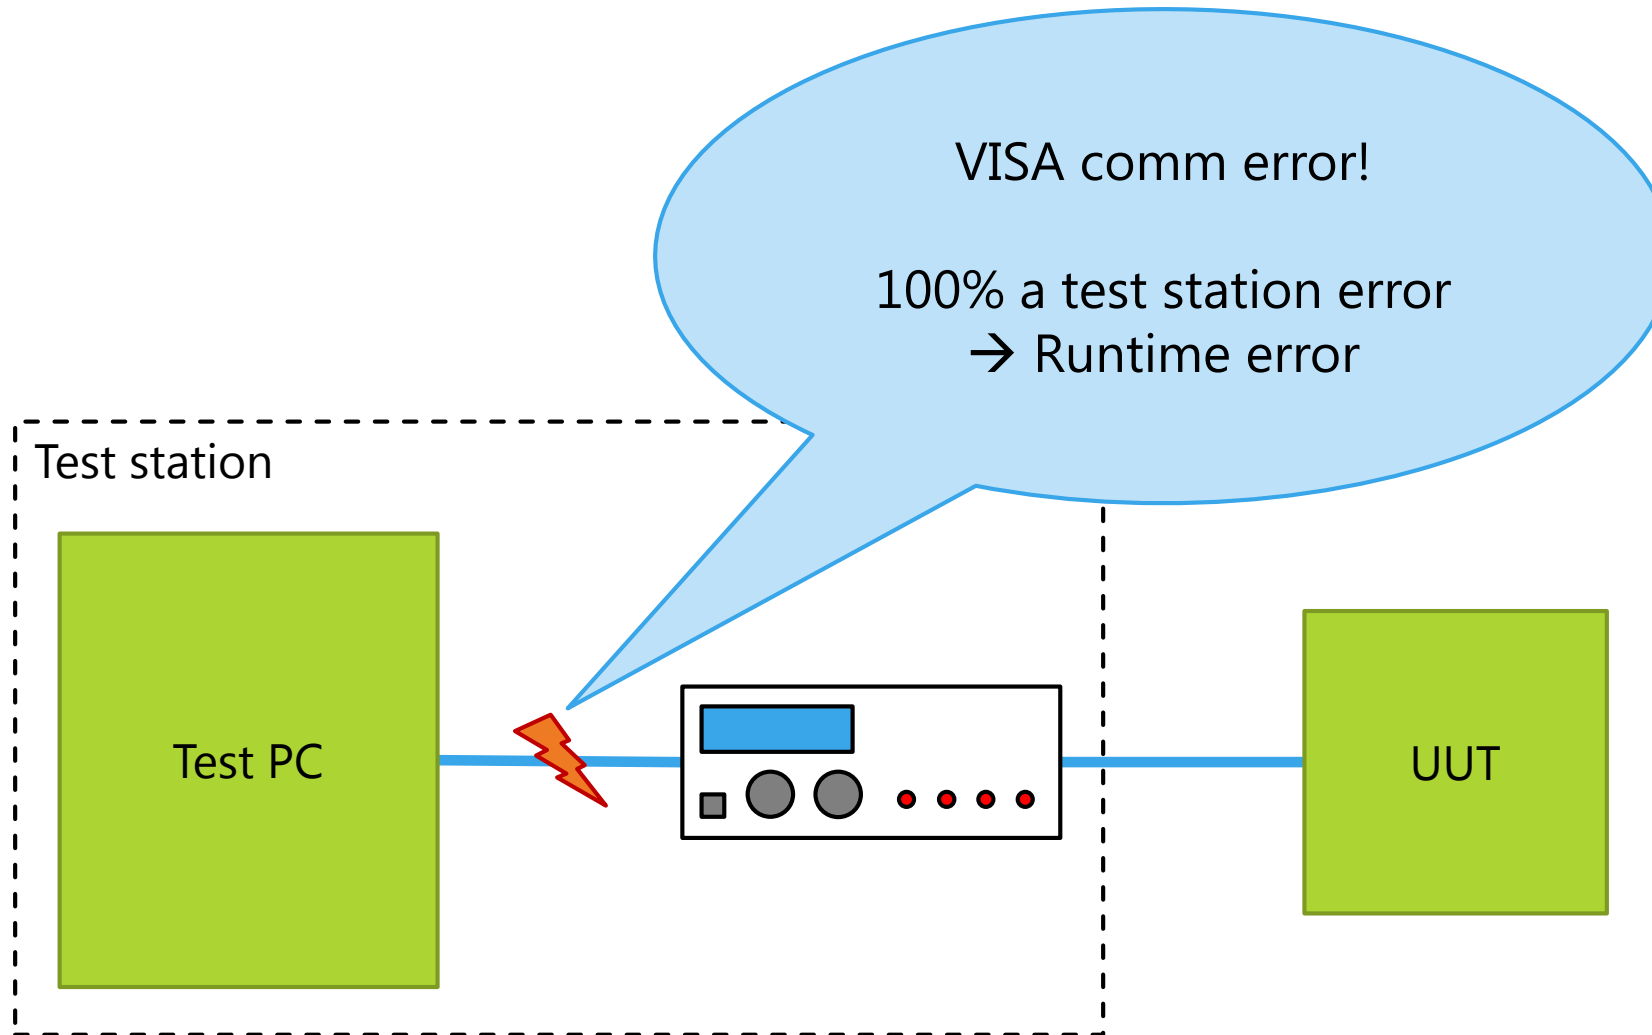 VISA comm error!
100% a test station error
→ Runtime error
Test station
Test PC
UUT